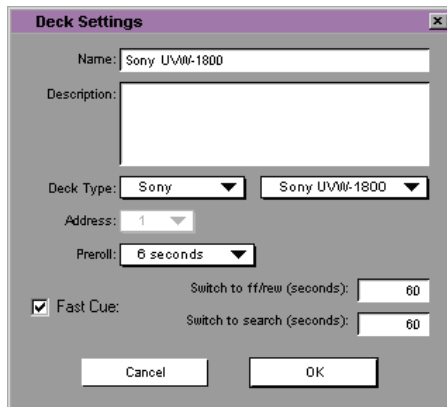 Deck Settings
Name: Sony UVW-1800
Description:
Deck Type: Sony Sony UVW-1800
Address: 1
Preroll: 6 seconds
Switch to ff/rew (seconds): 60
Fast Cue:
Switch to search (seconds): 60
Cancel OK